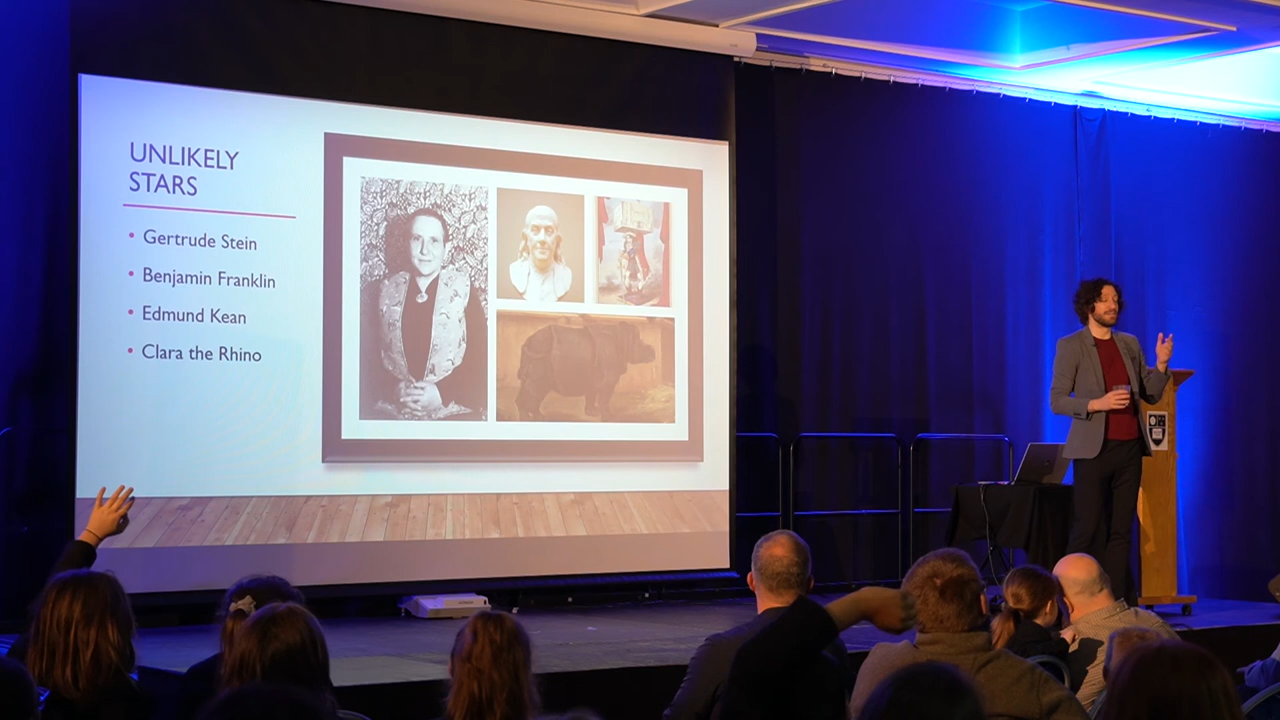 UNLIKELY
STARS
• Gertrude Stein
• Benjamin Franklin
• Edmund Kean
• Clara the Rhino